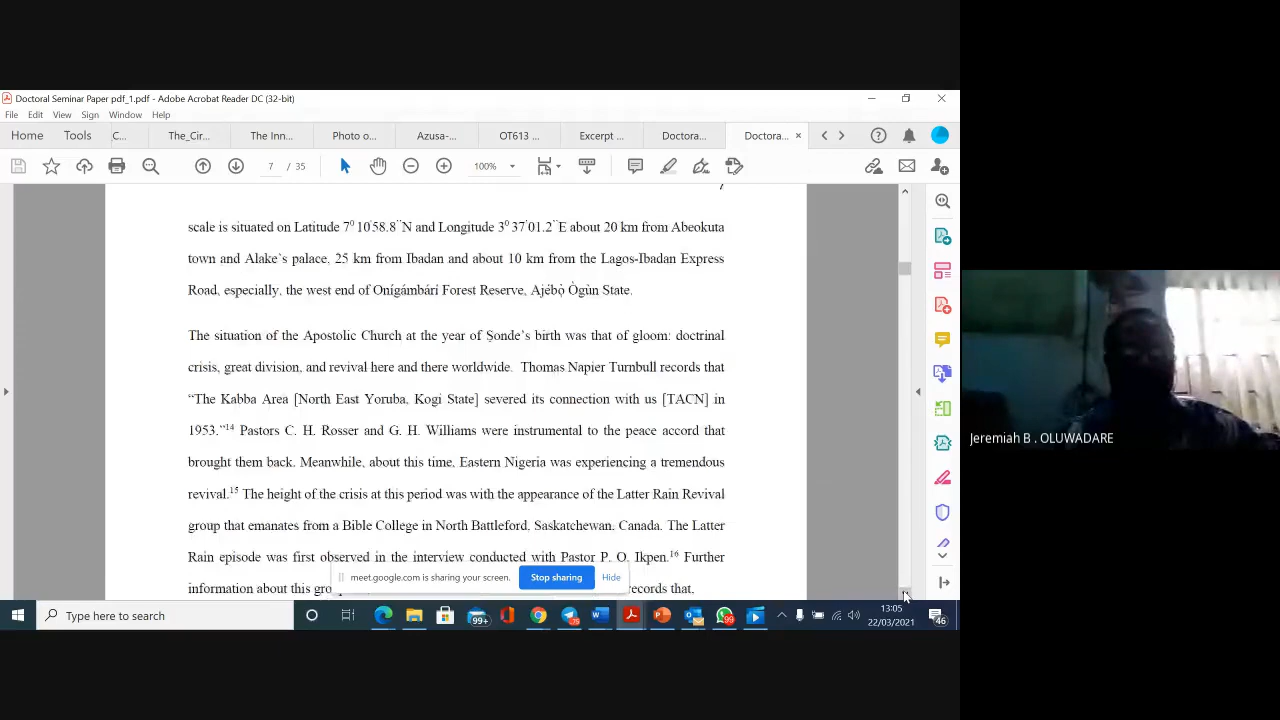 Doctoral Seminar Paper pdf_1.pdf - Adobe Acrobat Reader DC (32-bit)
File Edit View Sign Window Help
Home Tools C... The_Cir... The Inn... Photo o... Azusa-... OT613 ... Excerpt ... Doctora... Doctora... ×
7 / 35 100%
7
scale is situated on Latitude 7⁰ 10'58.8''N and Longitude 3⁰ 37'01.2''E about 20 km from Abeokuta
town and Alake`s palace, 25 km from Ibadan and about 10 km from the Lagos-Ibadan Express
Road, especially, the west end of Onígámbárí Forest Reserve, Ajébọ̀ Ògùn State.
The situation of the Apostolic Church at the year of Ṣonde’s birth was that of gloom: doctrinal
crisis, great division, and revival here and there worldwide. Thomas Napier Turnbull records that
“The Kabba Area [North East Yoruba, Kogi State] severed its connection with us [TACN] in
1953.”¹⁴ Pastors C. H. Rosser and G. H. Williams were instrumental to the peace accord that
brought them back. Meanwhile, about this time, Eastern Nigeria was experiencing a tremendous
revival.¹⁵ The height of the crisis at this period was with the appearance of the Latter Rain Revival
group that emanates from a Bible College in North Battleford, Saskatchewan, Canada. The Latter
Rain episode was first observed in the interview conducted with Pastor P. O. Ikpen.¹⁶ Further
information about this records that,
meet.google.com is sharing your screen. Stop sharing Hide
Jeremiah B . OLUWADARE
Type here to search
99+
99
13:05
22/03/2021
46